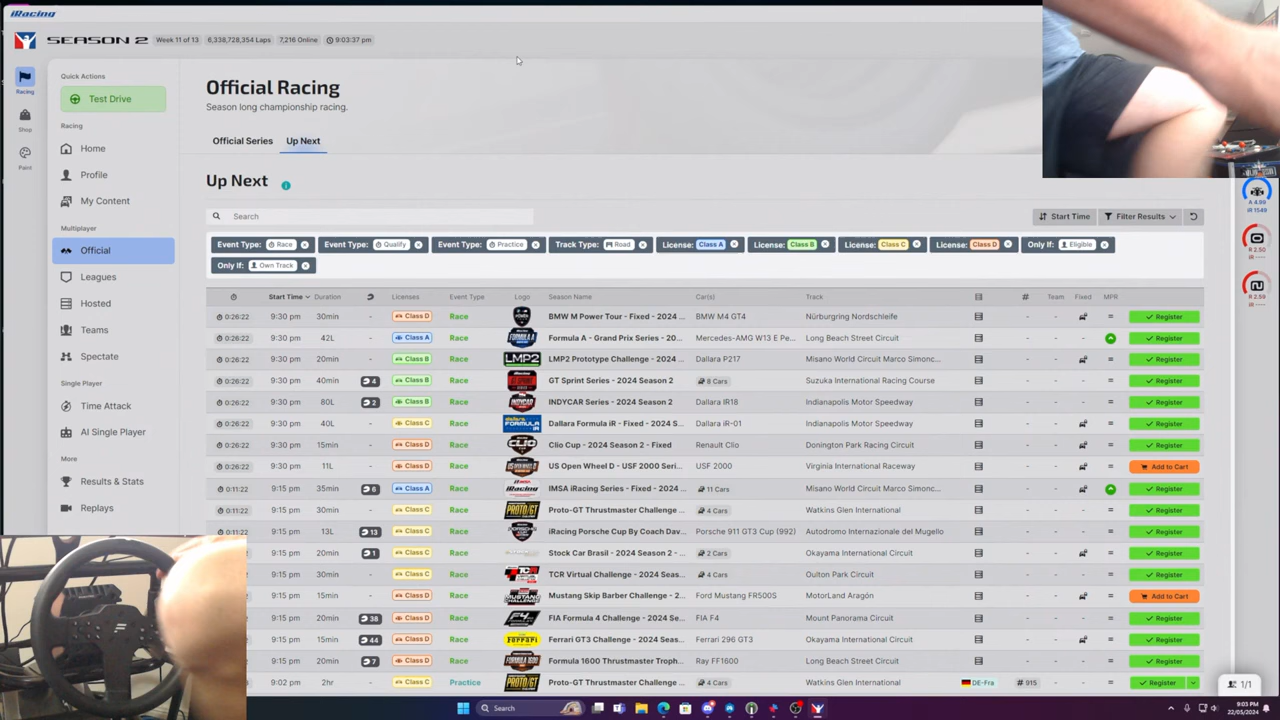 iRacing
SEASON 2 Week 11 of 13 6,338,728,354 Laps 7,216 Online 9:03:37 pm
Racing
Shop
Paint
Quick Actions
Test Drive
Racing
Home
Profile
My Content
Multiplayer
Official
Leagues
Hosted
Teams
Spectate
Single Player
Time Attack
AI Single Player
More
Results & Stats
Replays
Official Racing
Season long championship racing.
Official Series Up Next
Up Next
Search Start Time Filter Results
Event Type: Race Event Type: Qualify Event Type: Practice Track Type: Road License: Class A License: Class B License: Class C License: Class D Only If: Eligible
Only If: Own Track
Start Time Duration Licenses Event Type Logo Season Name Car(s) Track # Team Fixed MPR
0:26:22 9:30 pm 30min - Class D Race BMW M Power Tour - Fixed - 2024 ... BMW M4 GT4 Nürburgring Nordschleife - - = Register
0:26:22 9:30 pm 42L - Class A Race Formula A - Grand Prix Series - 20... Mercedes-AMG W13 E Pe... Long Beach Street Circuit - - Register
0:26:22 9:30 pm 20min - Class B Race LMP2 Prototype Challenge - 2024 ... Dallara P217 Misano World Circuit Marco Simonc... - - = Register
0:26:22 9:30 pm 40min 4 Class B Race GT Sprint Series - 2024 Season 2 8 Cars Suzuka International Racing Course - - - = Register
0:26:22 9:30 pm 80L 2 Class B Race INDYCAR Series - 2024 Season 2 Dallara IR18 Indianapolis Motor Speedway - - - = Register
0:26:22 9:30 pm 40L - Class C Race Dallara Formula iR - Fixed - 2024 ... Dallara iR-01 Indianapolis Motor Speedway - - = Register
0:26:22 9:30 pm 15min - Class D Race Clio Cup - 2024 Season 2 - Fixed Renault Clio Donington Park Racing Circuit - - = Register
0:26:22 9:30 pm 11L - Class D Race US Open Wheel D - USF 2000 Seri... USF 2000 Virginia International Raceway - - = Add to Cart
0:11:22 9:15 pm 35min 6 Class A Race IMSA iRacing Series - Fixed - 2024... 11 Cars Misano World Circuit Marco Simonc... - - Register
0:11:22 9:15 pm 30min - Class C Race Proto-GT Thrustmaster Challenge ... 4 Cars Watkins Glen International - - - = Register
0:11:22 9:15 pm 13L 13 Class C Race iRacing Porsche Cup By Coach Dav... Porsche 911 GT3 Cup (992) Autodromo Internazionale del Mugello - - - = Register
9:15 pm 20min 1 Class C Race Stock Car Brasil - 2024 Season 2 - ... 2 Cars Okayama International Circuit - - - = Register
9:15 pm 30min - Class C Race TCR Virtual Challenge - 2024 Seas... 4 Cars Oulton Park Circuit - - = Register
9:15 pm 30min - Class C Race Mustang Skip Barber Challenge - 2... Ford Mustang FR500S MotorLand Aragón - - = Add to Cart
9:15 pm 20min 38 Class D Race FIA Formula 4 Challenge - 2024 Se... FIA F4 Mount Panorama Circuit - - = Register
9:15 pm 15min 44 Class D Race Ferrari GT3 Challenge - 2024 Seas... Ferrari 296 GT3 Okayama International Circuit - - = Register
9:15 pm 20min 7 Class D Race Formula 1600 Thrustmaster Troph... Ray FF1600 Long Beach Street Circuit - - - = Register
9:02 pm 2hr - Class C Practice Proto-GT Thrustmaster Challenge ... 4 Cars Watkins Glen International DE-Fra # 915 - - = Register
A 4.99
iR 1549
R 2.50
iR ----
R 2.59
iR ----
1/1
Search
9:03 PM
22/05/2024